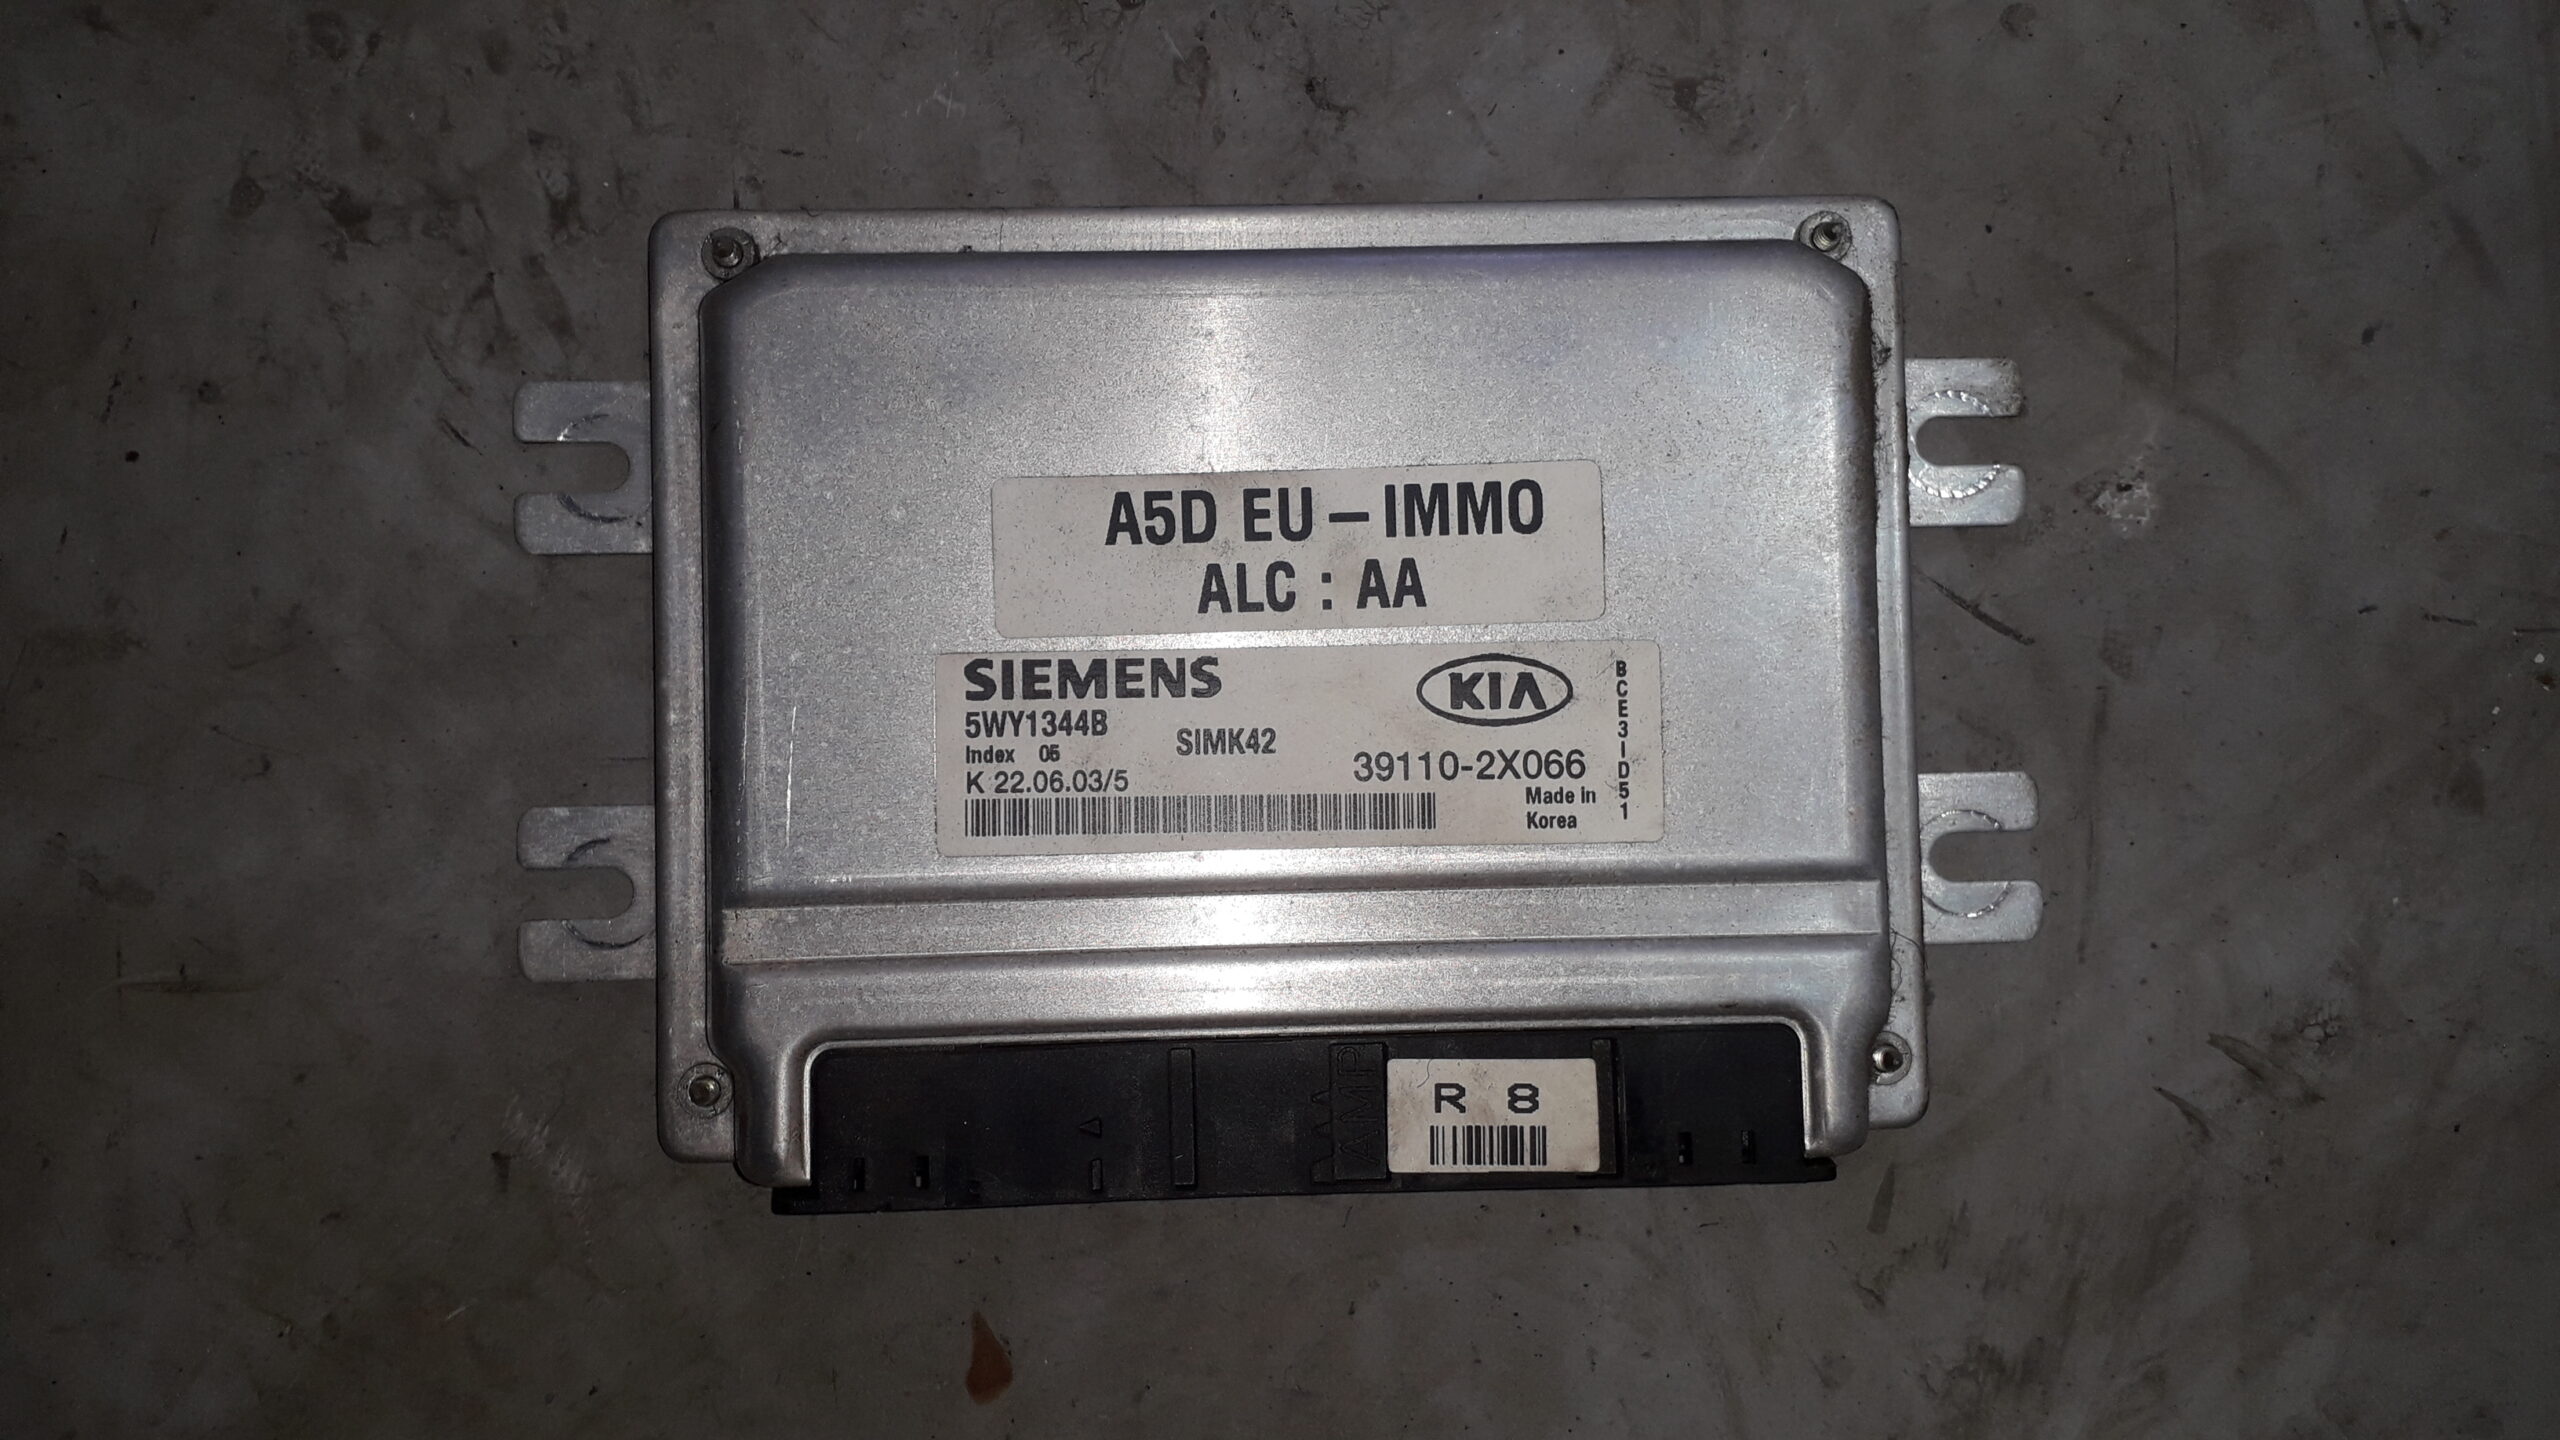 A5D EU – IMMO
ALC : AA
SIEMENS
KIA
5WY1344B
SIMK42
Index 05
39110-2X066
K 22.06.03/5
Made in
Korea
BCE3ID51
AMP
R 8